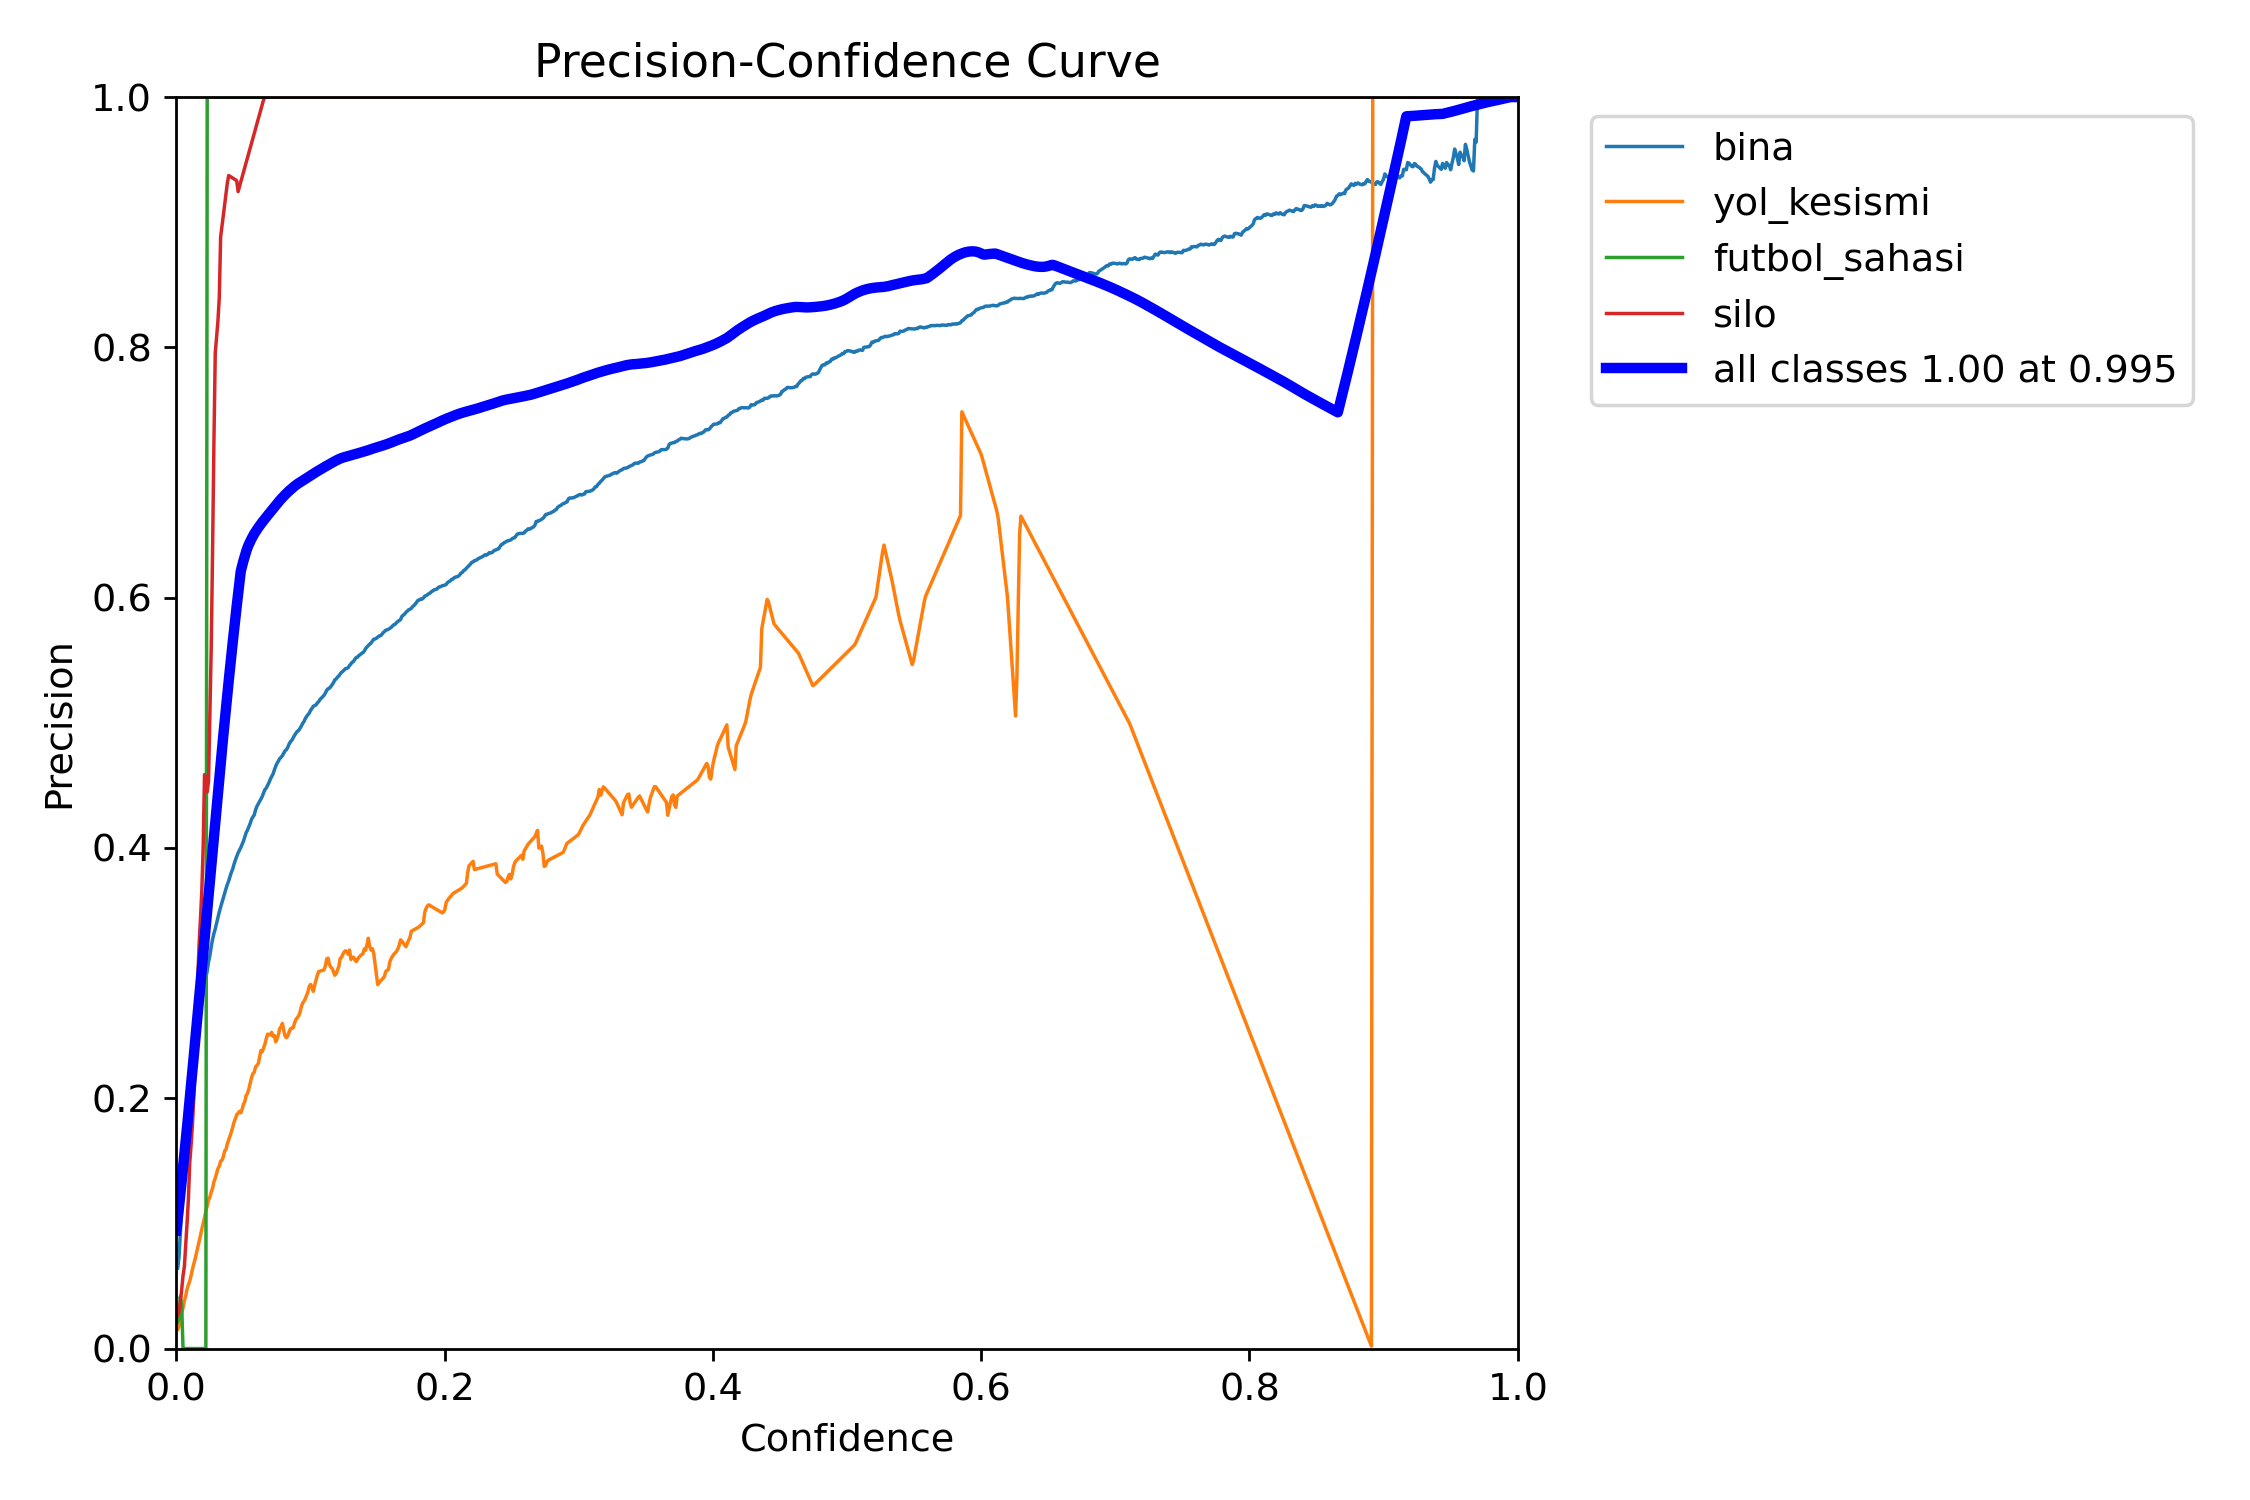 Precision-Confidence Curve
1.0
0.8
0.6
0.4
0.2
0.0
Precision
0.0 0.2 0.4 0.6 0.8 1.0
Confidence
bina
yol_kesismi
futbol_sahasi
silo
all classes 1.00 at 0.995